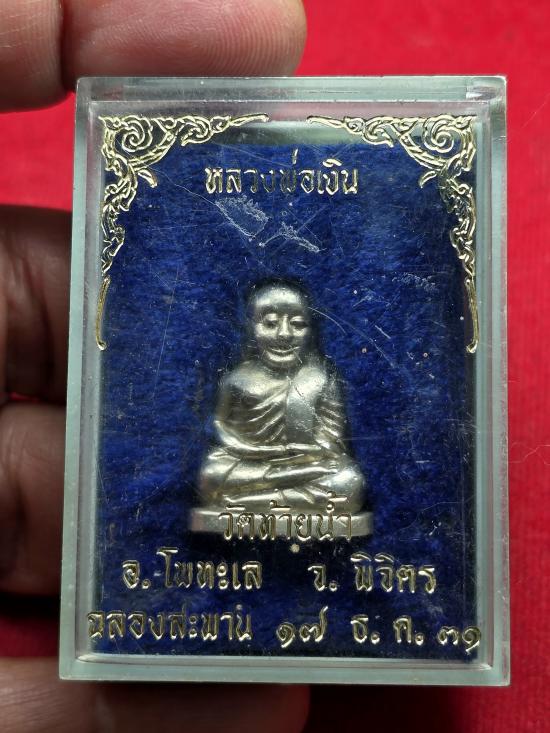 หลวงพ่อเงิน
วัดท้ายน้ำ
อ.โพทะเล จ.พิจิตร
ฉลองสะพาน ๑๗ ธ.ค.๓๑